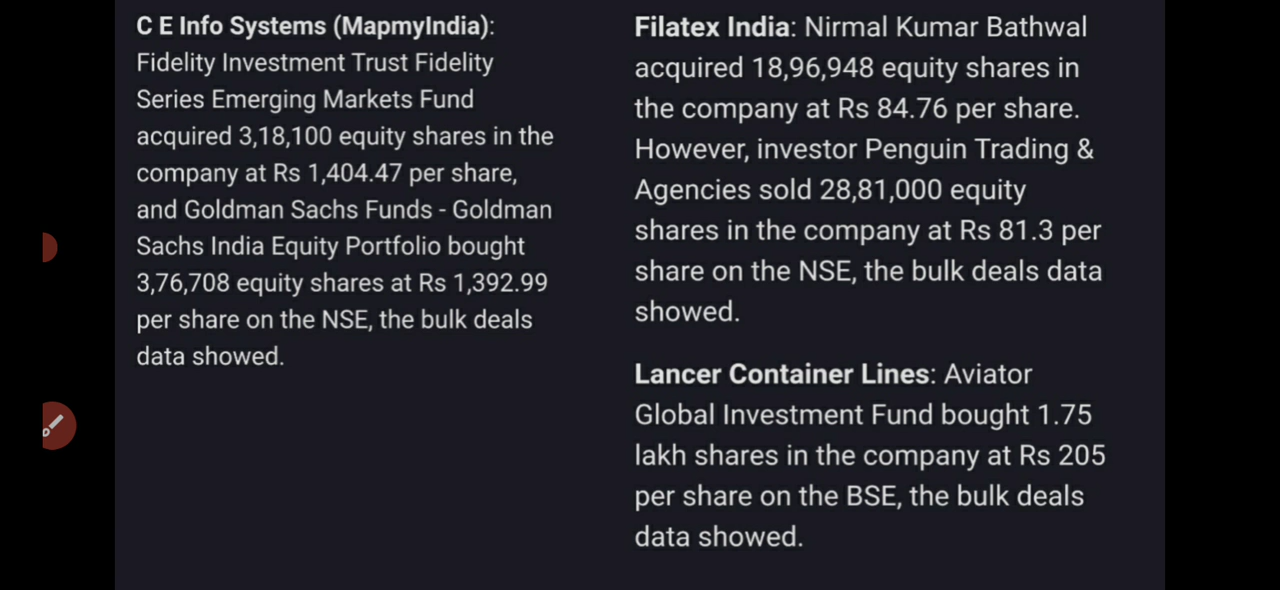 C E Info Systems (MapmyIndia):
Fidelity Investment Trust Fidelity
Series Emerging Markets Fund
acquired 3,18,100 equity shares in the
company at Rs 1,404.47 per share,
and Goldman Sachs Funds - Goldman
Sachs India Equity Portfolio bought
3,76,708 equity shares at Rs 1,392.99
per share on the NSE, the bulk deals
data showed.
Filatex India: Nirmal Kumar Bathwal
acquired 18,96,948 equity shares in
the company at Rs 84.76 per share.
However, investor Penguin Trading &
Agencies sold 28,81,000 equity
shares in the company at Rs 81.3 per
share on the NSE, the bulk deals data
showed.
Lancer Container Lines: Aviator
Global Investment Fund bought 1.75
lakh shares in the company at Rs 205
per share on the BSE, the bulk deals
data showed.